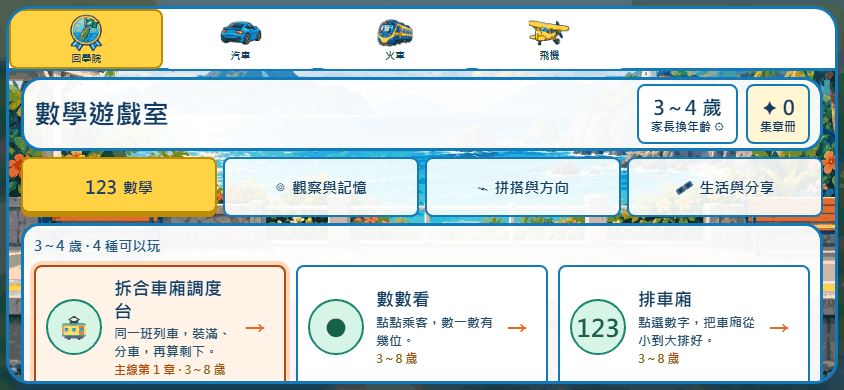 回學院
汽車
火車
飛機
數學遊戲室
3~4 歲
家長換年齡 ⚙
✦ 0
集章冊
123 數學
◎ 觀察與記憶
拼搭與方向
生活與分享
3~4 歲 · 4 種可以玩
拆合車廂調度
台
同一班列車，裝滿、
分車，再算剩下。
主線第 1 章 · 3~8 歲
→
數數看
點點乘客，數一數有
幾位。
3~8 歲
→
123
排車廂
點選數字，把車廂從
小到大排好。
3~8 歲
→